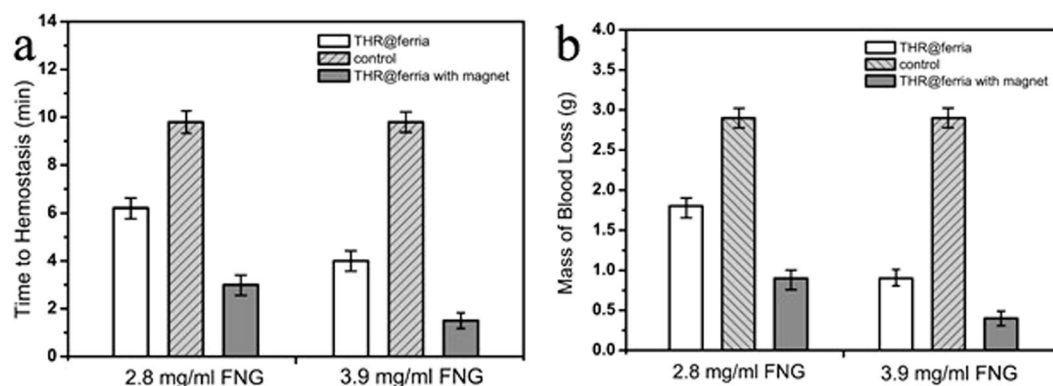 a
Time to Hemostasis (min)
14
12
10
8
6
4
2
0
THR@ferria
control
THR@ferria with magnet
2.8 mg/ml FNG
3.9 mg/ml FNG
b
Mass of Blood Loss (g)
4.0
3.5
3.0
2.5
2.0
1.5
1.0
0.5
0.0
THR@ferria
control
THR@ferria with magnet
2.8 mg/ml FNG
3.9 mg/ml FNG